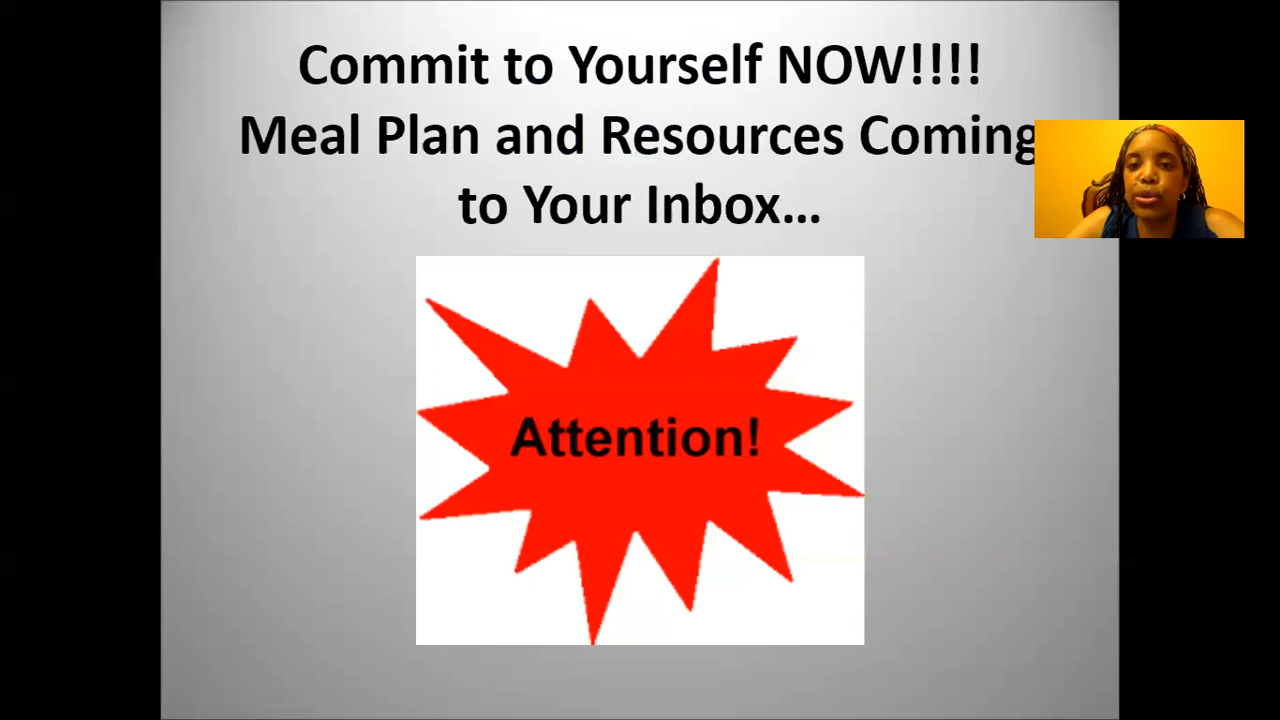 Commit to Yourself NOW!!!!
Meal Plan and Resources Coming
to Your Inbox...
Attention!